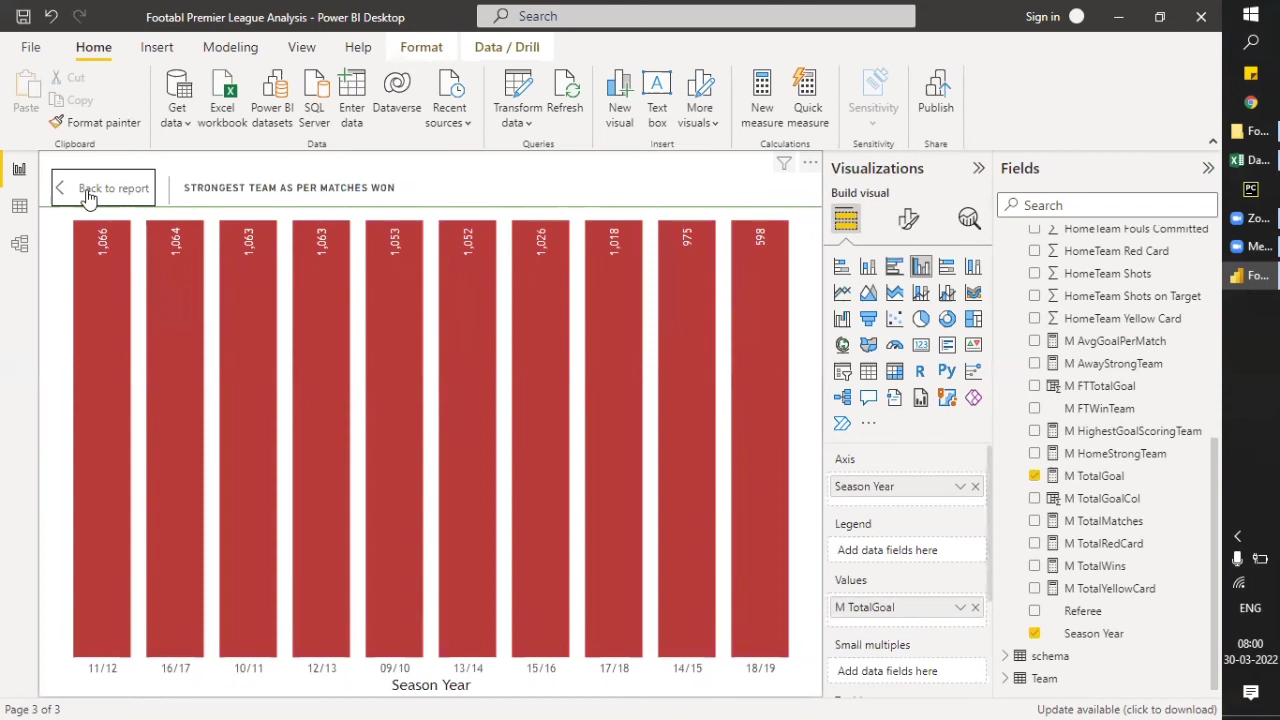 Footabl Premier League Analysis - Power BI Desktop
Search
Sign in
File
Home
Insert
Modeling
View
Help
Format
Data / Drill
Paste
Cut
Copy
Format painter
Get data
Excel workbook
Power BI datasets
SQL Server
Enter data
Dataverse
Recent sources
Transform data
Refresh
New visual
Text box
More visuals
New measure
Quick measure
Sensitivity
Publish
Clipboard
Data
Queries
Insert
Calculations
Sensitivity
Share
Back to report
STRONGEST TEAM AS PER MATCHES WON
1,066
1,064
1,063
1,063
1,053
1,052
1,026
1,018
975
598
11/12
16/17
10/11
12/13
09/10
13/14
15/16
17/18
14/15
18/19
Season Year
Visualizations
Build visual
123
R
Py
Axis
Season Year
Legend
Add data fields here
Values
M TotalGoal
Small multiples
Add data fields here
Fields
Search
HomeTeam Fouls Committed
HomeTeam Red Card
HomeTeam Shots
HomeTeam Shots on Target
HomeTeam Yellow Card
M AvgGoalPerMatch
M AwayStrongTeam
M FTTotalGoal
M FTWinTeam
M HighestGoalScoringTeam
M HomeStrongTeam
M TotalGoal
M TotalGoalCol
M TotalMatches
M TotalRedCard
M TotalWins
M TotalYellowCard
Referee
Season Year
schema
Team
Page 3 of 3
Update available (click to download)
Fo...
Da...
PC
Zo...
Me...
Fo...
ENG
08:00
30-03-2022